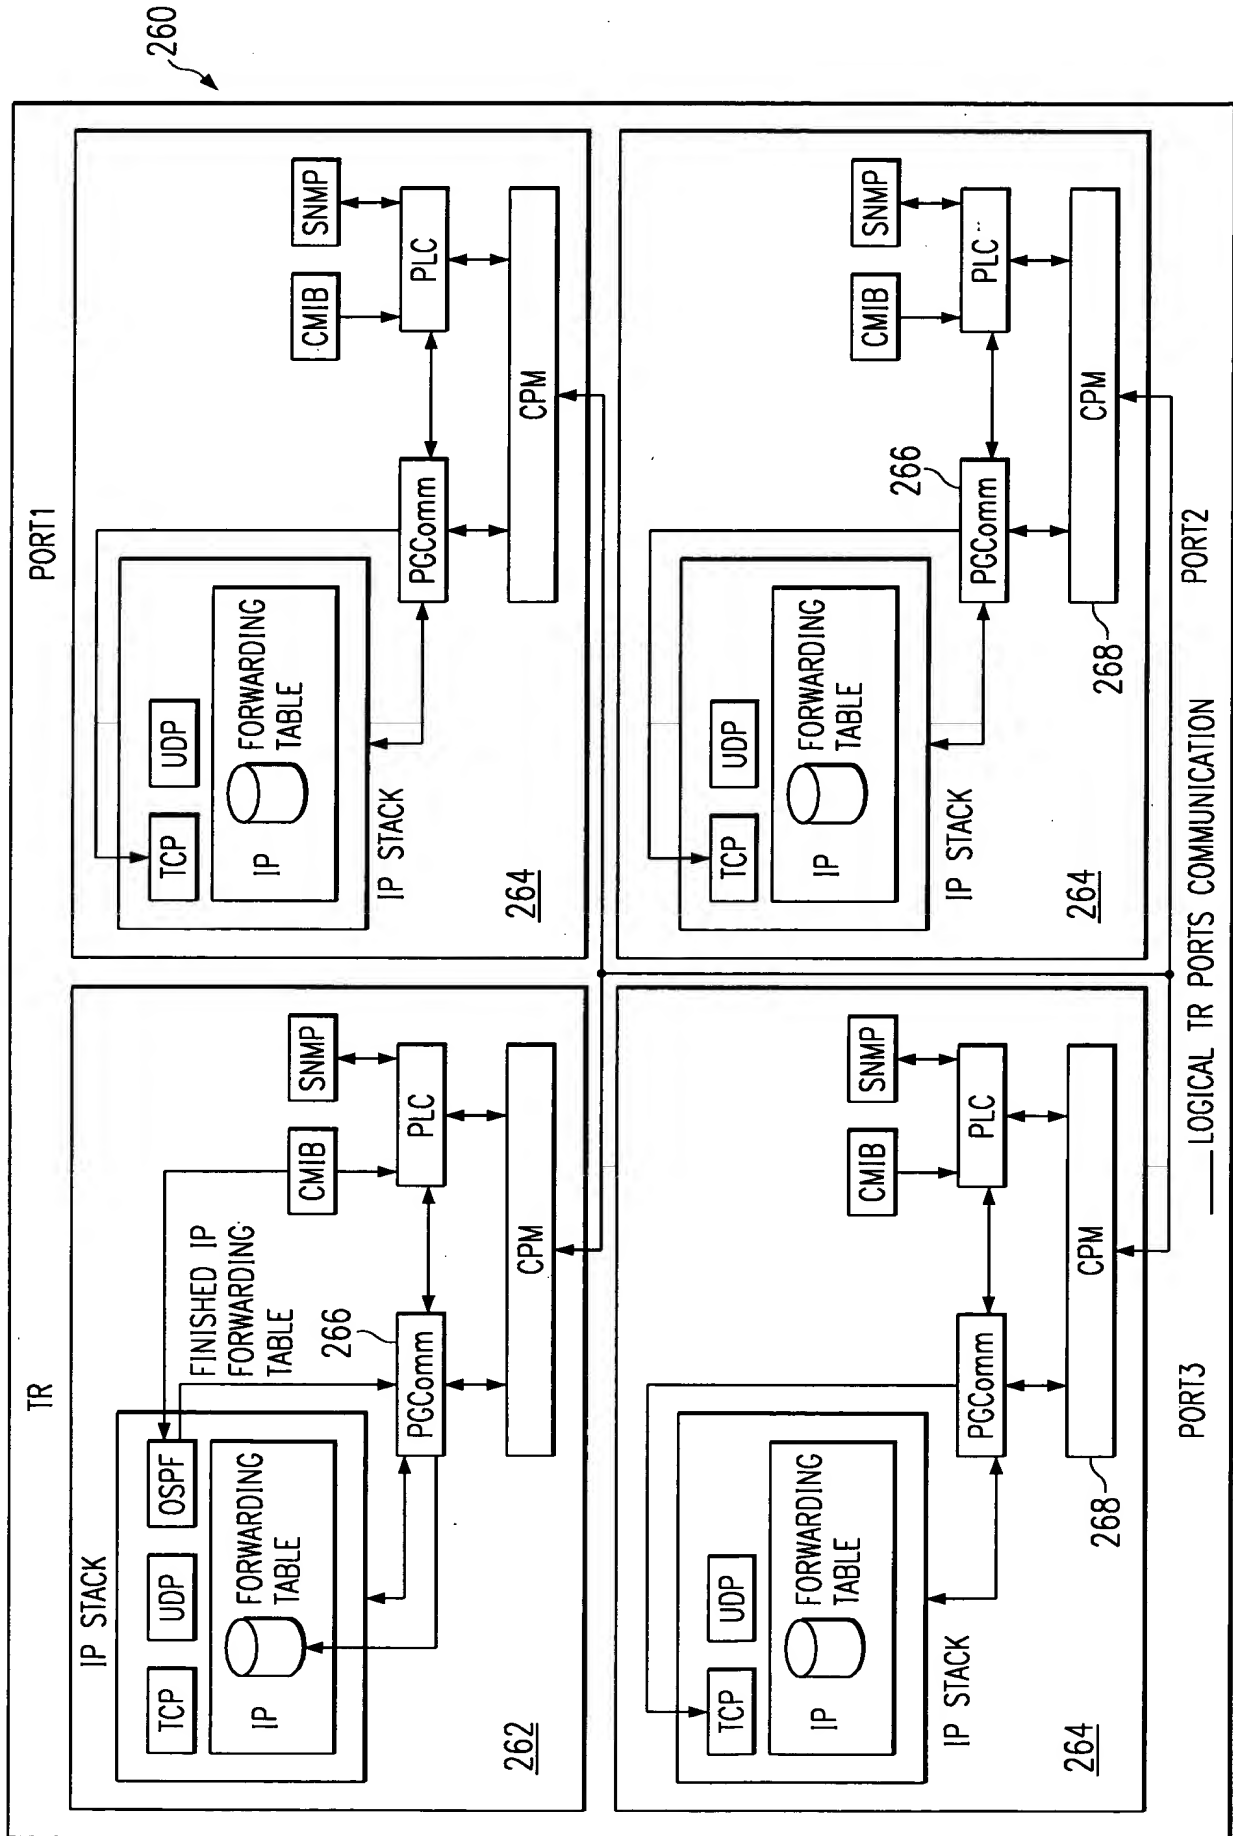 260
TR
IP STACK
TCP
UDP
OSPF
IP
FORWARDING
TABLE
FINISHED IP
FORWARDING
TABLE
266
PGComm
CMIB
SNMP
PLC
CPM
262
PORT1
TCP
UDP
IP
FORWARDING
TABLE
IP STACK
PGComm
CMIB
SNMP
PLC
CPM
264
TCP
UDP
IP
FORWARDING
TABLE
IP STACK
PGComm
CMIB
SNMP
PLC
CPM
264
268
PORT3
TCP
UDP
IP
FORWARDING
TABLE
IP STACK
266
PGComm
CMIB
SNMP
PLC
CPM
264
268
PORT2
LOGICAL TR PORTS COMMUNICATION